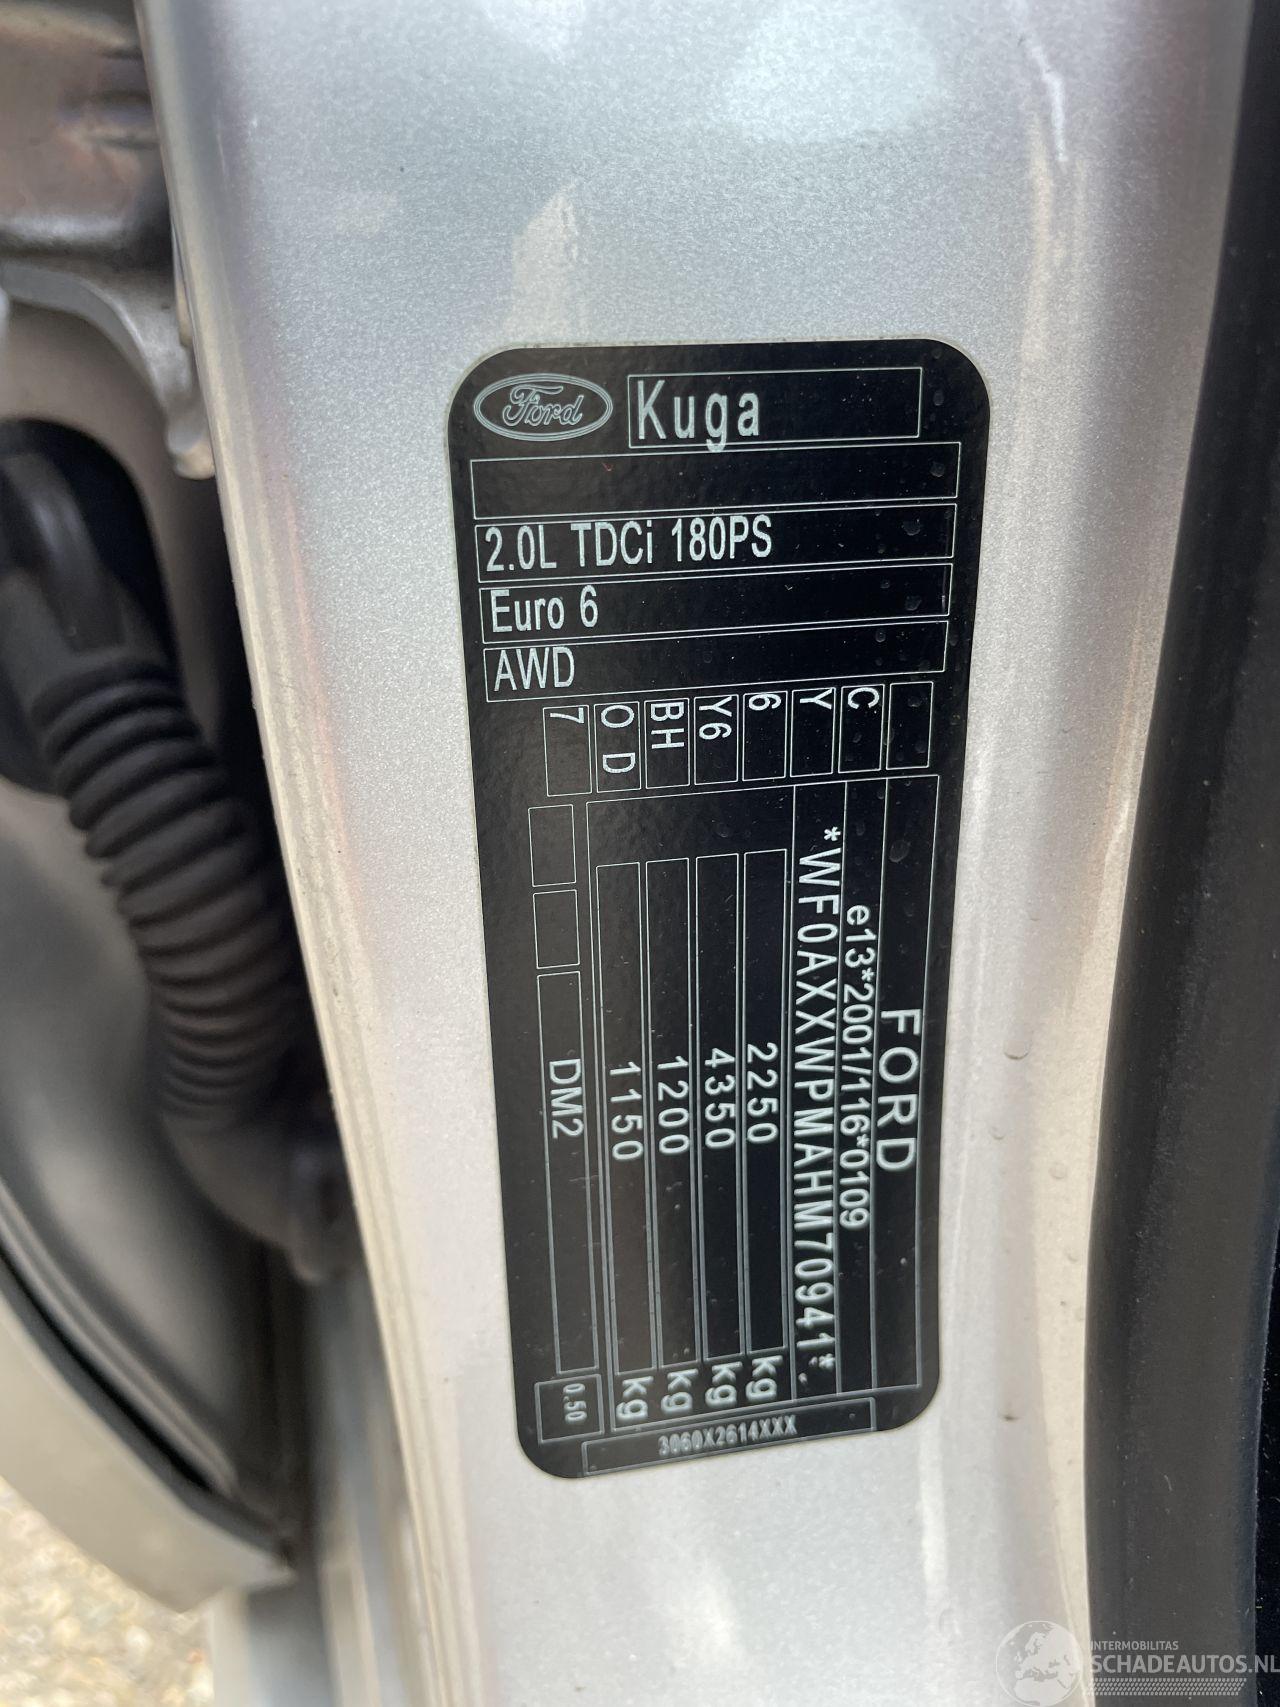 Ford
Kuga
2.0L TDCi 180PS
Euro 6
AWD
7 O D BH Y6 6 Y C
FORD
e13*2001/116*0109
*WF0AXXWPMAHM70941*
2250 kg
4350 kg
1200 kg
1150 kg
DM2 0.50
3060X2614XXX
INTERMOBILITAS
SCHADEAUTOS.NL